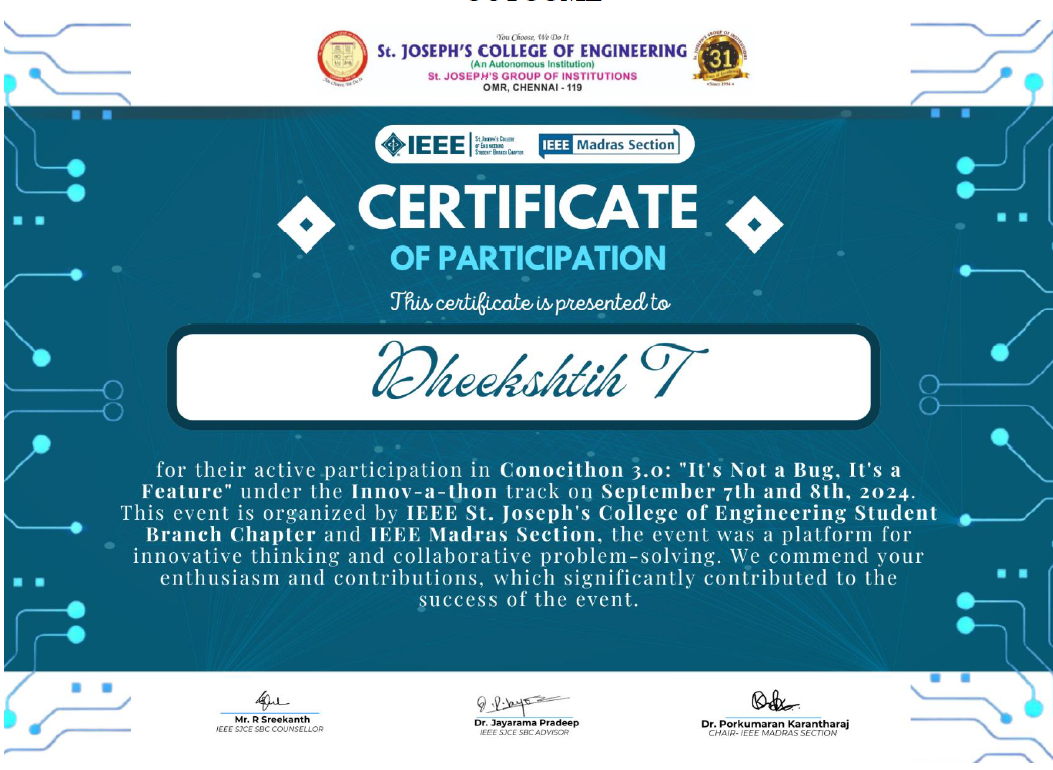 OUTCOME
You Choose, We Do It
St. JOSEPH'S COLLEGE OF ENGINEERING
(An Autonomous Institution)
St. JOSEPH'S GROUP OF INSTITUTIONS
OMR, CHENNAI - 119
31
IEEE
St. Joseph's College
of Engineering
Student Branch Chapter
IEEE Madras Section
CERTIFICATE
OF PARTICIPATION
This certificate is presented to
Dheekshtih T
for their active participation in Conocithon 3.0: "It's Not a Bug, It's a
Feature" under the Innov-a-thon track on September 7th and 8th, 2024.
This event is organized by IEEE St. Joseph's College of Engineering Student
Branch Chapter and IEEE Madras Section, the event was a platform for
innovative thinking and collaborative problem-solving. We commend your
enthusiasm and contributions, which significantly contributed to the
success of the event.
Mr. R Sreekanth
IEEE SJCE SBC COUNSELLOR
Dr. Jayarama Pradeep
IEEE SJCE SBC ADVISOR
Dr. Porkumaran Karantharaj
CHAIR- IEEE MADRAS SECTION